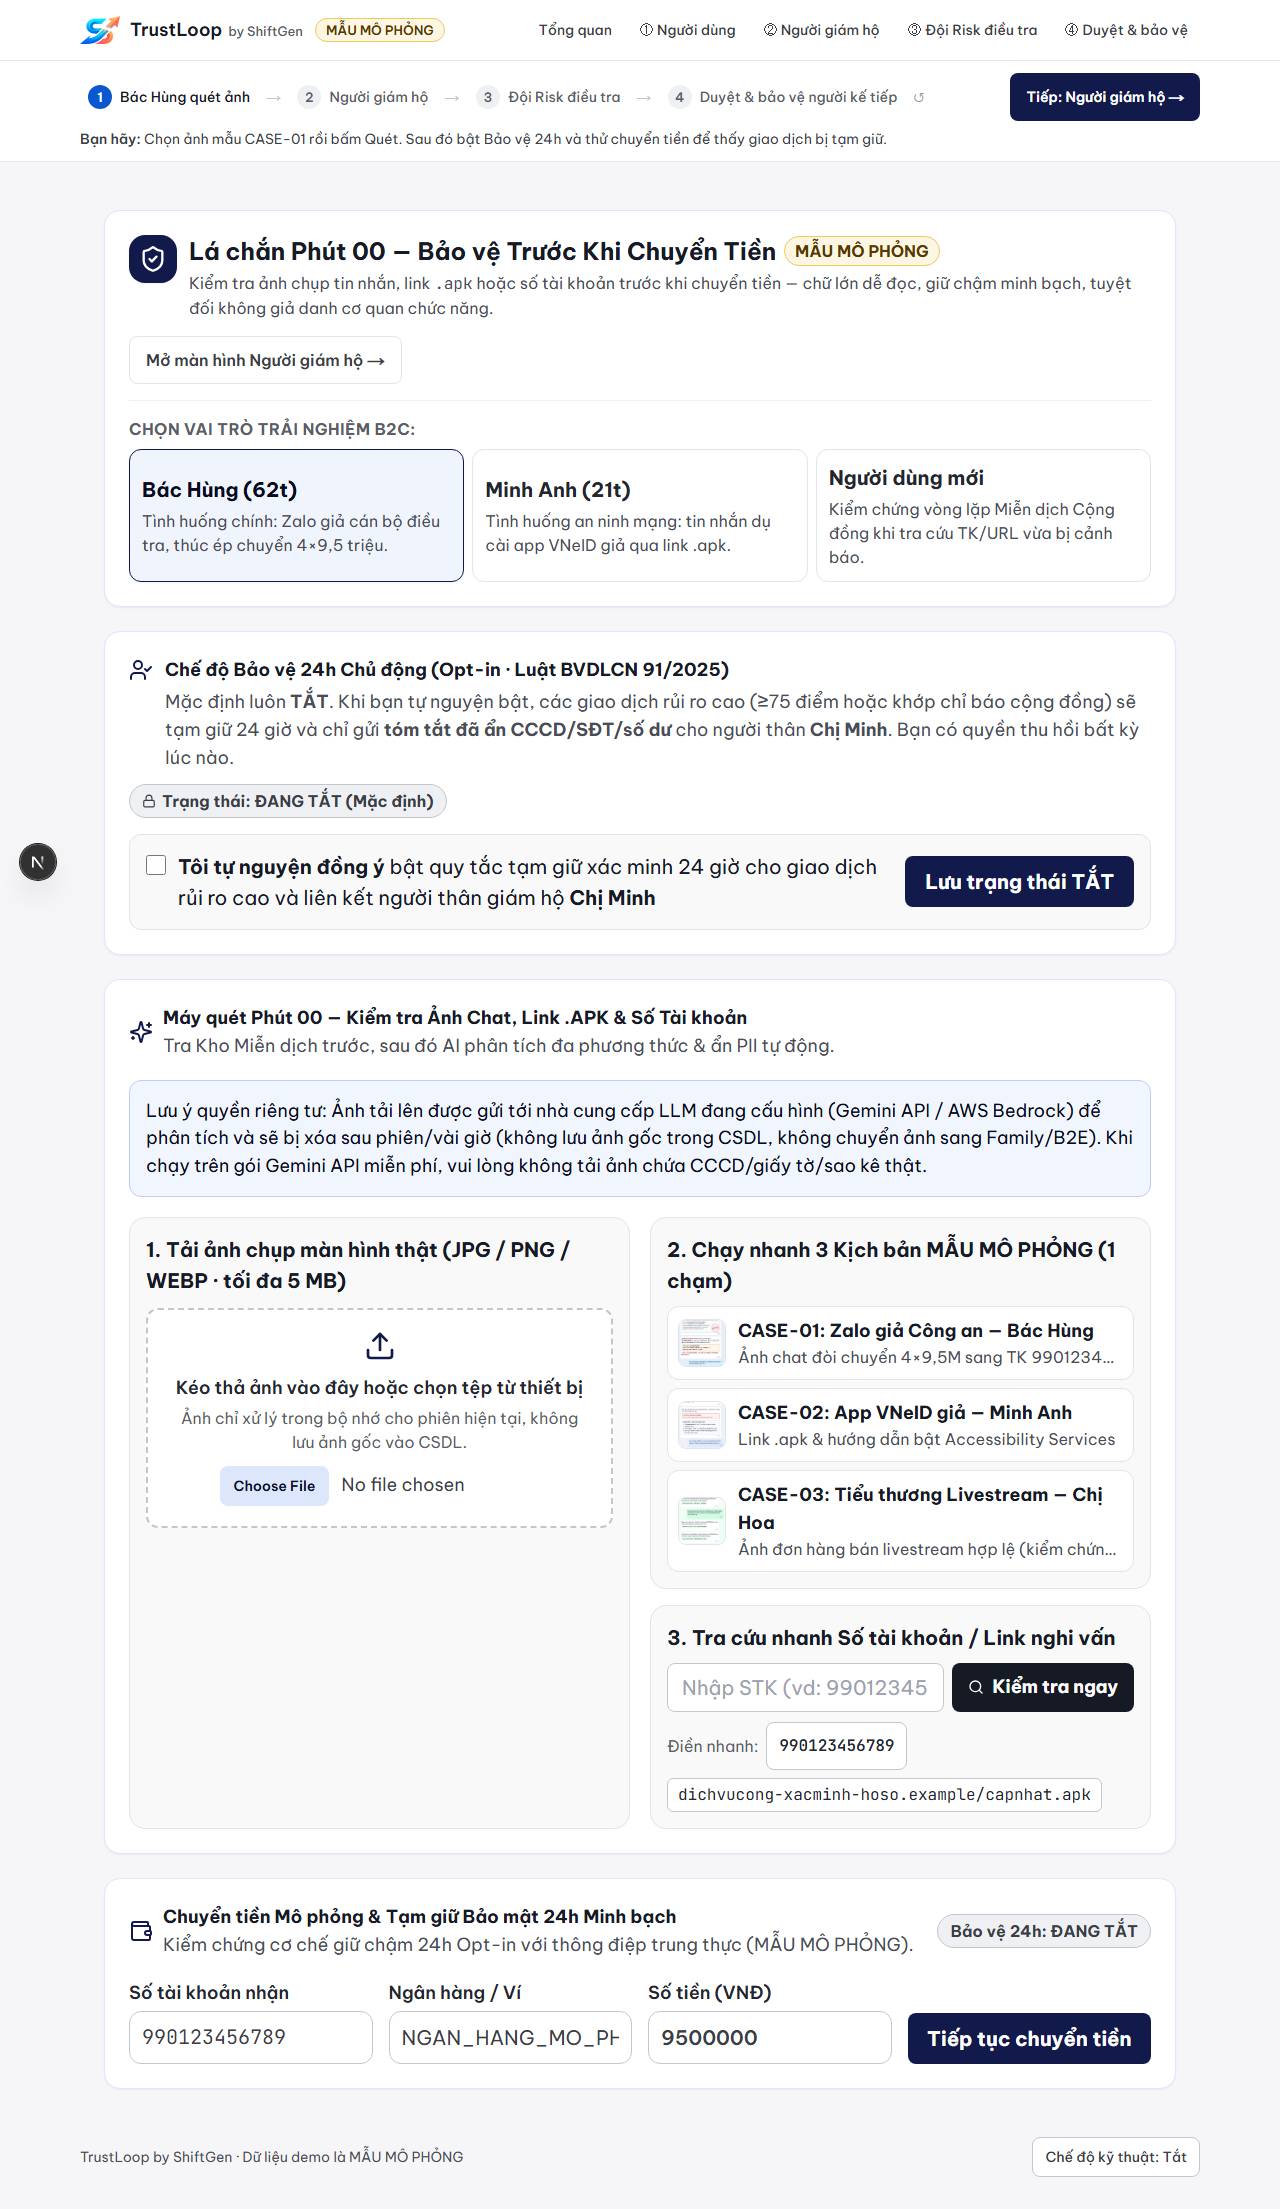 TrustLoop by ShiftGen MẪU MÔ PHỎNG Tổng quan ① Người dùng ② Người giám hộ ③ Đội Risk điều tra ④ Duyệt & bảo vệ
1 Bác Hùng quét ảnh → 2 Người giám hộ → 3 Đội Risk điều tra → 4 Duyệt & bảo vệ người kế tiếp ↺ Tiếp: Người giám hộ →
Bạn hãy: Chọn ảnh mẫu CASE-01 rồi bấm Quét. Sau đó bật Bảo vệ 24h và thử chuyển tiền để thấy giao dịch bị tạm giữ.
Lá chắn Phút 00 — Bảo vệ Trước Khi Chuyển Tiền MẪU MÔ PHỎNG
Kiểm tra ảnh chụp tin nhắn, link .apk hoặc số tài khoản trước khi chuyển tiền — chữ lớn dễ đọc, giữ chậm minh bạch, tuyệt
đối không giả danh cơ quan chức năng.
Mở màn hình Người giám hộ →
CHỌN VAI TRÒ TRẢI NGHIỆM B2C:
Bác Hùng (62t)
Tình huống chính: Zalo giả cán bộ điều
tra, thúc ép chuyển 4×9,5 triệu.
Minh Anh (21t)
Tình huống an ninh mạng: tin nhắn dụ
cài app VNeID giả qua link .apk.
Người dùng mới
Kiểm chứng vòng lặp Miễn dịch Cộng
đồng khi tra cứu TK/URL vừa bị cảnh
báo.
Chế độ Bảo vệ 24h Chủ động (Opt-in · Luật BVDLCN 91/2025)
Mặc định luôn TẮT. Khi bạn tự nguyện bật, các giao dịch rủi ro cao (≥75 điểm hoặc khớp chỉ báo cộng đồng) sẽ
tạm giữ 24 giờ và chỉ gửi tóm tắt đã ẩn CCCD/SĐT/số dư cho người thân Chị Minh. Bạn có quyền thu hồi bất kỳ
lúc nào.
Trạng thái: ĐANG TẮT (Mặc định)
Tôi tự nguyện đồng ý bật quy tắc tạm giữ xác minh 24 giờ cho giao dịch
rủi ro cao và liên kết người thân giám hộ Chị Minh
Lưu trạng thái TẮT
N
Máy quét Phút 00 — Kiểm tra Ảnh Chat, Link .APK & Số Tài khoản
Tra Kho Miễn dịch trước, sau đó AI phân tích đa phương thức & ẩn PII tự động.
Lưu ý quyền riêng tư: Ảnh tải lên được gửi tới nhà cung cấp LLM đang cấu hình (Gemini API / AWS Bedrock) để
phân tích và sẽ bị xóa sau phiên/vài giờ (không lưu ảnh gốc trong CSDL, không chuyển ảnh sang Family/B2E). Khi
chạy trên gói Gemini API miễn phí, vui lòng không tải ảnh chứa CCCD/giấy tờ/sao kê thật.
1. Tải ảnh chụp màn hình thật (JPG / PNG /
WEBP · tối đa 5 MB)
Kéo thả ảnh vào đây hoặc chọn tệp từ thiết bị
Ảnh chỉ xử lý trong bộ nhớ cho phiên hiện tại, không
lưu ảnh gốc vào CSDL.
Choose File No file chosen
2. Chạy nhanh 3 Kịch bản MẪU MÔ PHỎNG (1
chạm)
CASE-01: Zalo giả Công an — Bác Hùng
Ảnh chat đòi chuyển 4×9,5M sang TK 9901234...
CASE-02: App VNeID giả — Minh Anh
Link .apk & hướng dẫn bật Accessibility Services
CASE-03: Tiểu thương Livestream — Chị
Hoa
Ảnh đơn hàng bán livestream hợp lệ (kiểm chứn...
3. Tra cứu nhanh Số tài khoản / Link nghi vấn
Nhập STK (vd: 99012345 Kiểm tra ngay
Điền nhanh: 990123456789
dichvucong-xacminh-hoso.example/capnhat.apk
Chuyển tiền Mô phỏng & Tạm giữ Bảo mật 24h Minh bạch
Kiểm chứng cơ chế giữ chậm 24h Opt-in với thông điệp trung thực (MẪU MÔ PHỎNG).
Bảo vệ 24h: ĐANG TẮT
Số tài khoản nhận Ngân hàng / Ví Số tiền (VNĐ)
990123456789 NGAN_HANG_MO_PH 9500000 Tiếp tục chuyển tiền
TrustLoop by ShiftGen · Dữ liệu demo là MẪU MÔ PHỎNG Chế độ kỹ thuật: Tắt